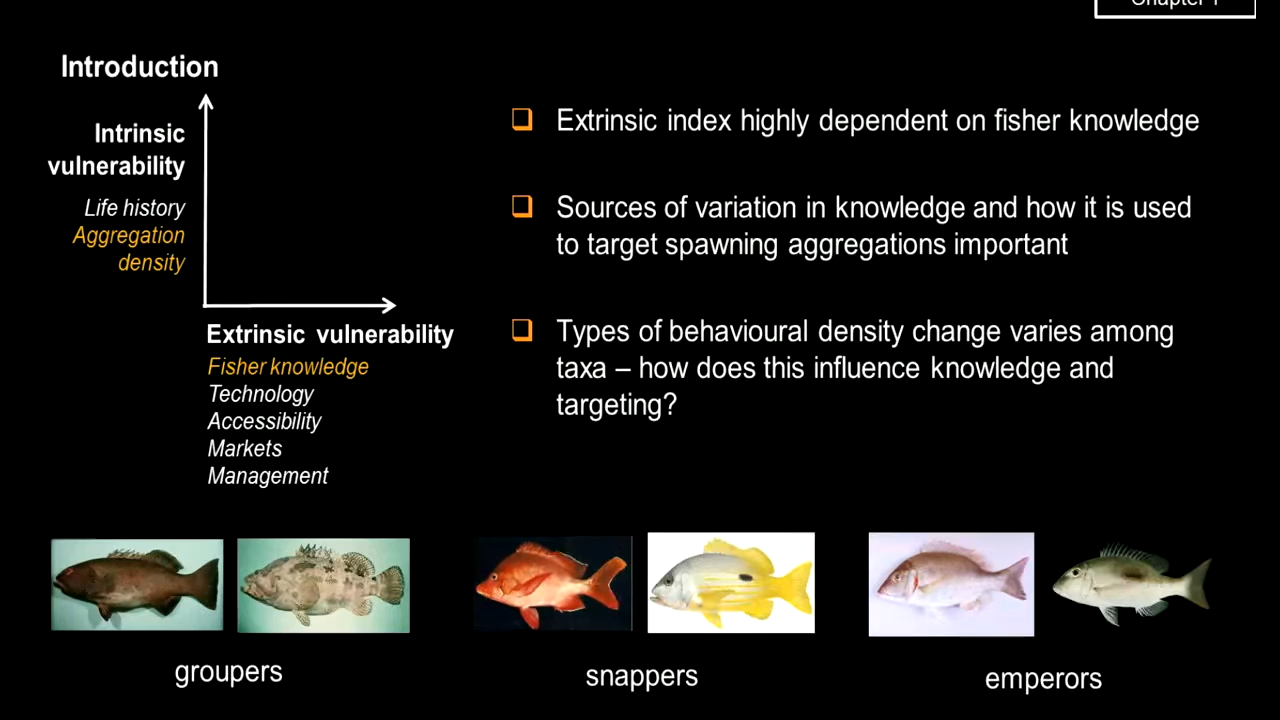 Chapter 1
Introduction
Intrinsic
vulnerability
Life history
Aggregation
density
Extrinsic vulnerability
Fisher knowledge
Technology
Accessibility
Markets
Management
Extrinsic index highly dependent on fisher knowledge
Sources of variation in knowledge and how it is used
to target spawning aggregations important
Types of behavioural density change varies among
taxa – how does this influence knowledge and
targeting?
groupers
snappers
emperors